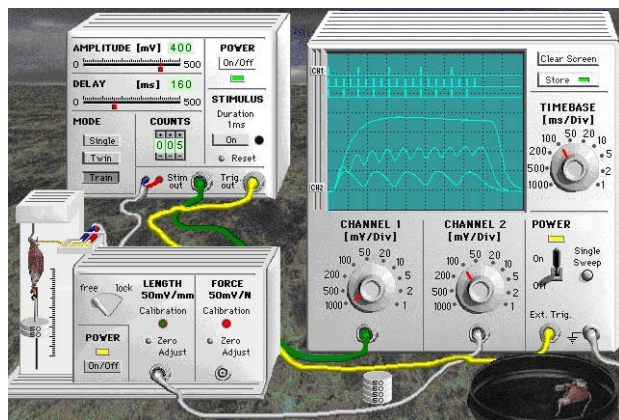 AMPLITUDE [mV] 400
0 500
DELAY [ms] 160
0 500
MODE
Single
Twin
Train
COUNTS
+ + +
0 0 5
- - -
POWER
On/Off
STIMULUS
Duration
1ms
On
Reset
Stim
out
Trig.
out
free
lock
POWER
On/Off
LENGTH
50mV/mm
Calibration
Zero
Adjust
FORCE
50mV/N
Calibration
Zero
Adjust
50
50
CH1
CH2
Clear Screen
Store
TIMEBASE
[ms/Div]
1000
500
200
100
50
20
10
5
2
1
CHANNEL 1
[mV/Div]
1000
500
200
100
50
20
10
5
2
1
CHANNEL 2
[mV/Div]
1000
500
200
100
50
20
10
5
2
1
POWER
On
Off
Single
Sweep
Ext. Trig.